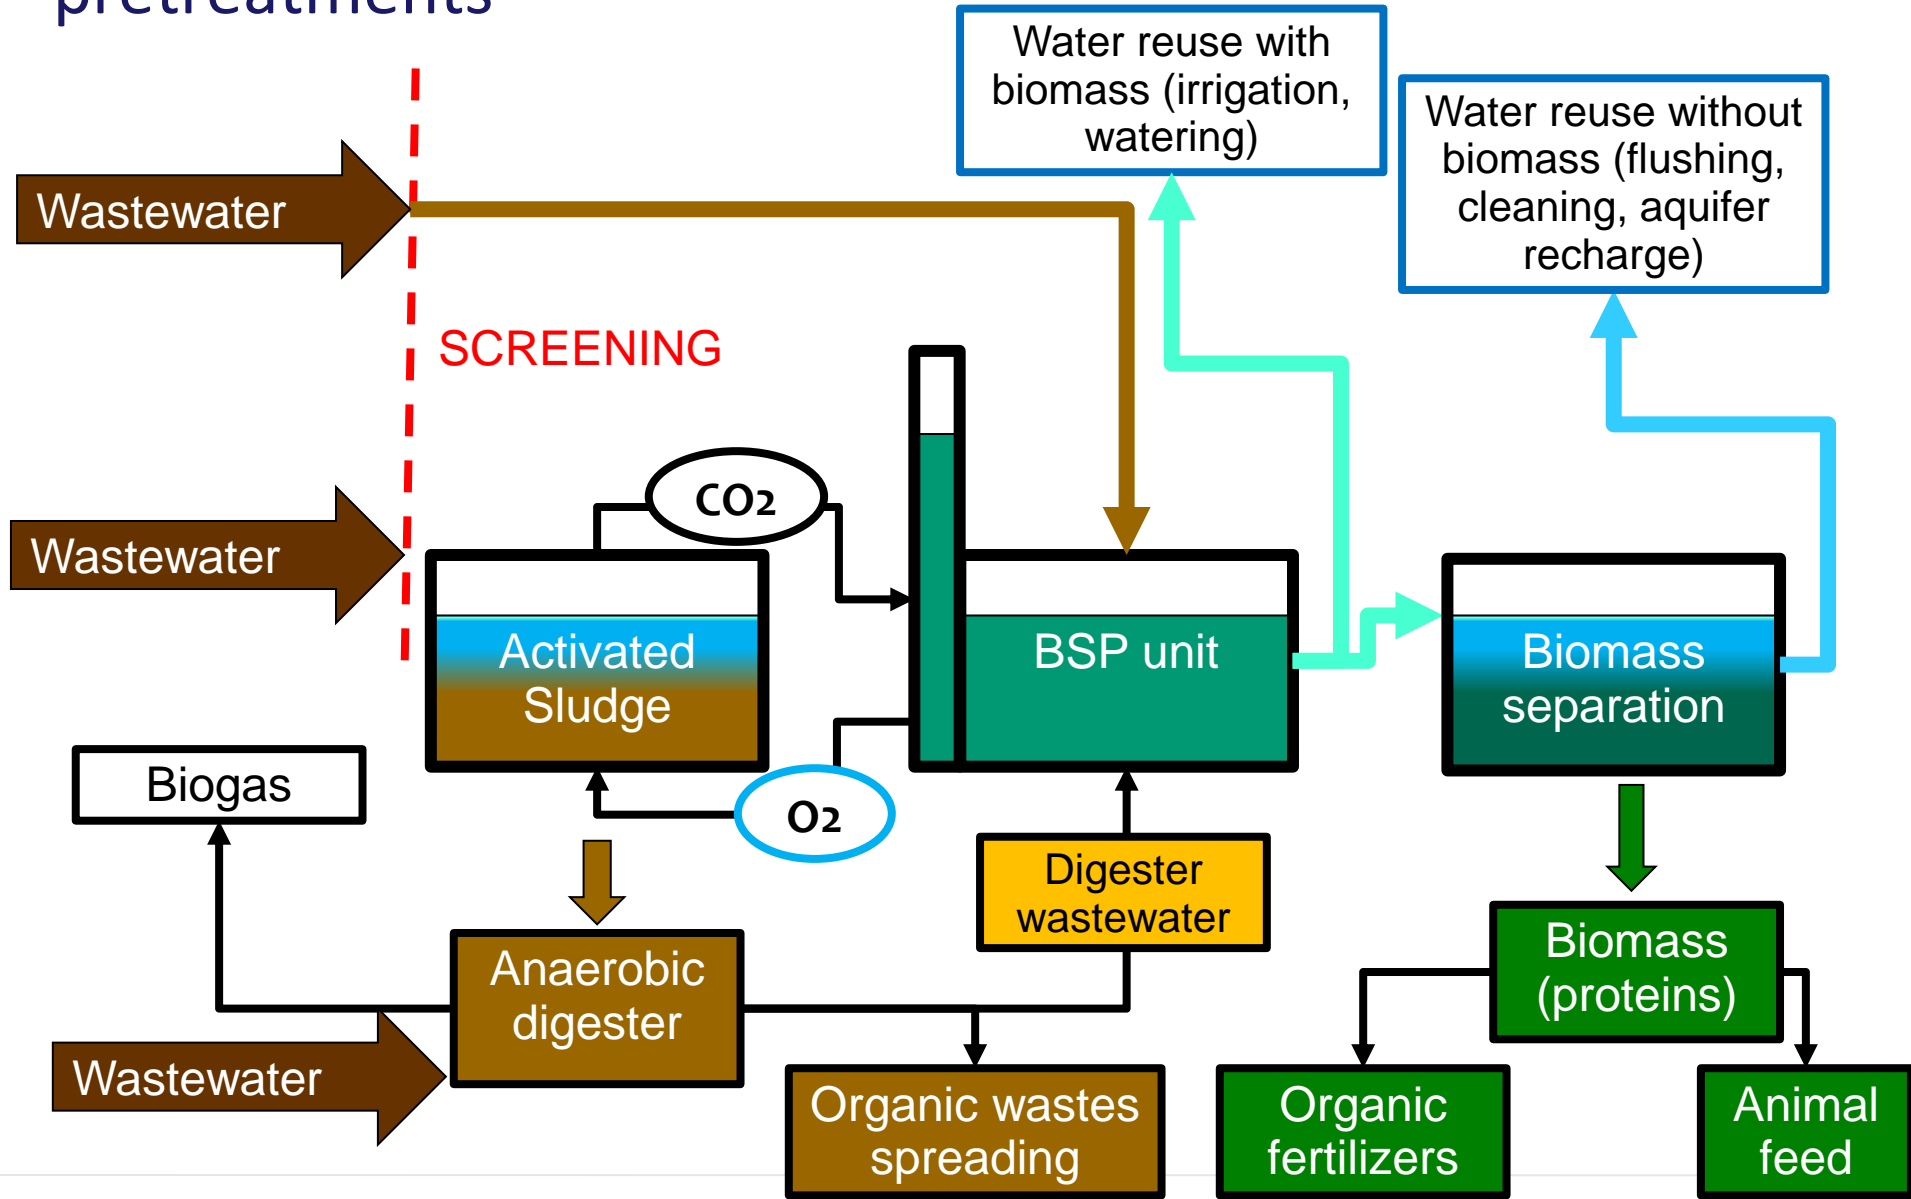 pretreatments
Water reuse with
biomass (irrigation,
watering)
Water reuse without
biomass (flushing,
cleaning, aquifer
recharge)
Wastewater
SCREENING
CO2
Wastewater
Activated
Sludge
BSP unit
Biomass
separation
Biogas
O2
Digester
wastewater
Anaerobic
digester
Biomass
(proteins)
Wastewater
Organic wastes
spreading
Organic
fertilizers
Animal
feed